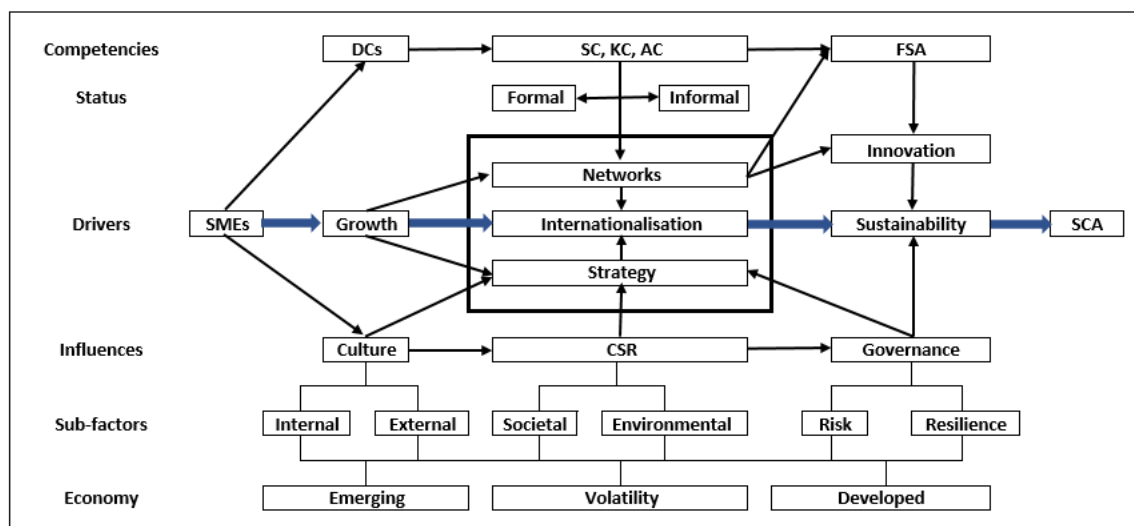 Competencies DCs SC, KC, AC FSA
Status Formal Informal
Innovation
Networks
Drivers SMEs Growth Internationalisation Sustainability SCA
Strategy
Influences Culture CSR Governance
Sub-factors Internal External Societal Environmental Risk Resilience
Economy Emerging Volatility Developed